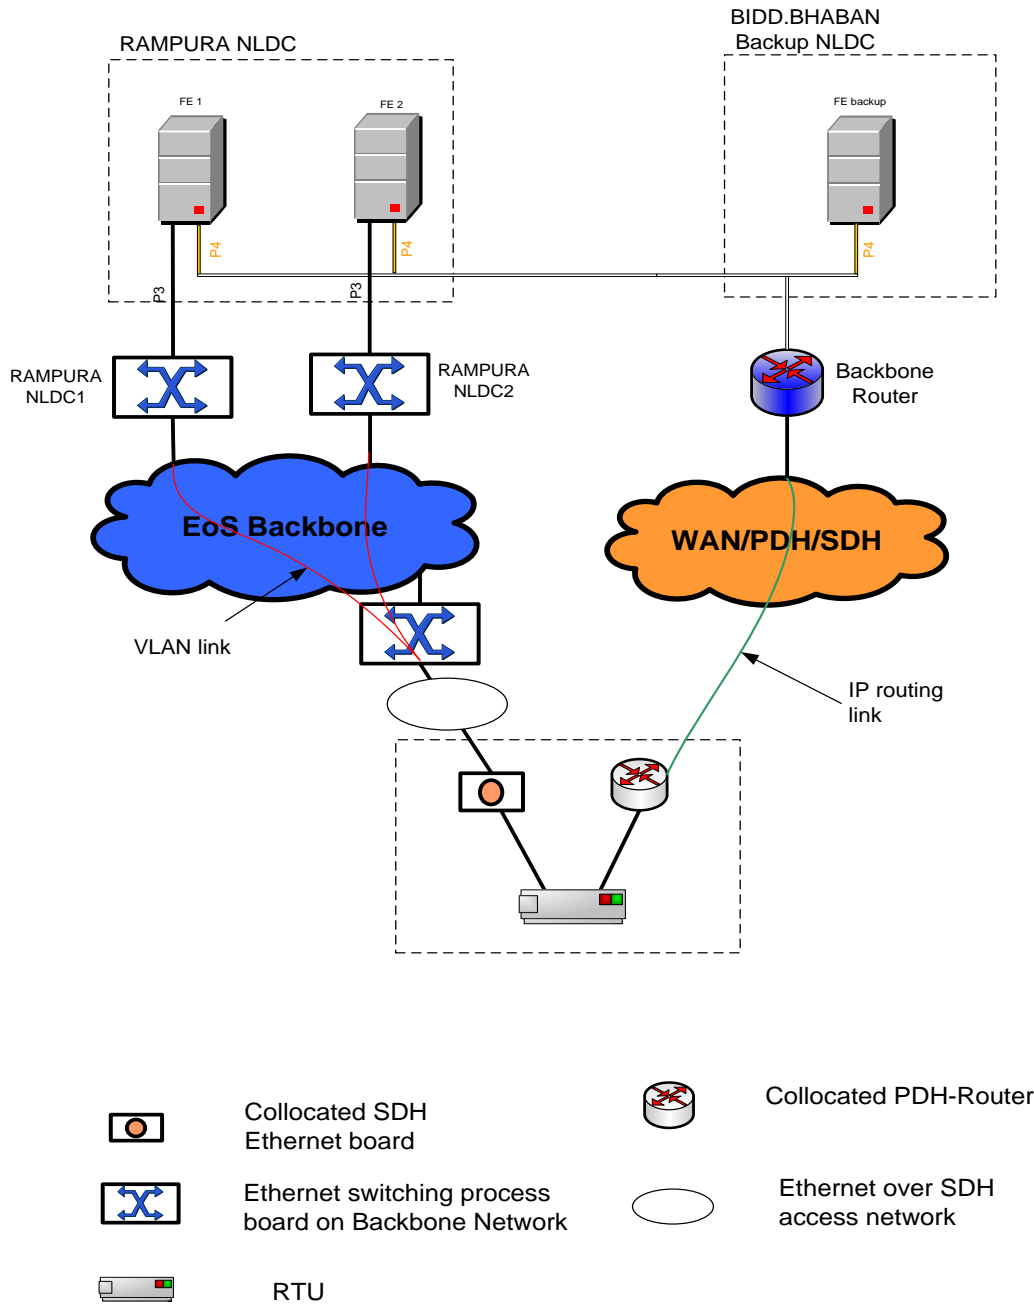 BIDD.BHABAN
Backup NLDC
RAMPURA NLDC
FE 1
FE 2
FE backup
P4
P4
P4
P3
P3
RAMPURA
NLDC1
RAMPURA
NLDC2
Backbone
Router
EoS Backbone
WAN/PDH/SDH
VLAN link
IP routing
link
Collocated SDH
Ethernet board
Collocated PDH-Router
Ethernet switching process
board on Backbone Network
Ethernet over SDH
access network
RTU